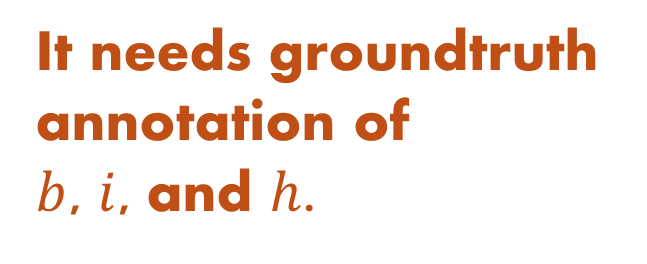 It needs groundtruth
annotation of
b, i, and h.